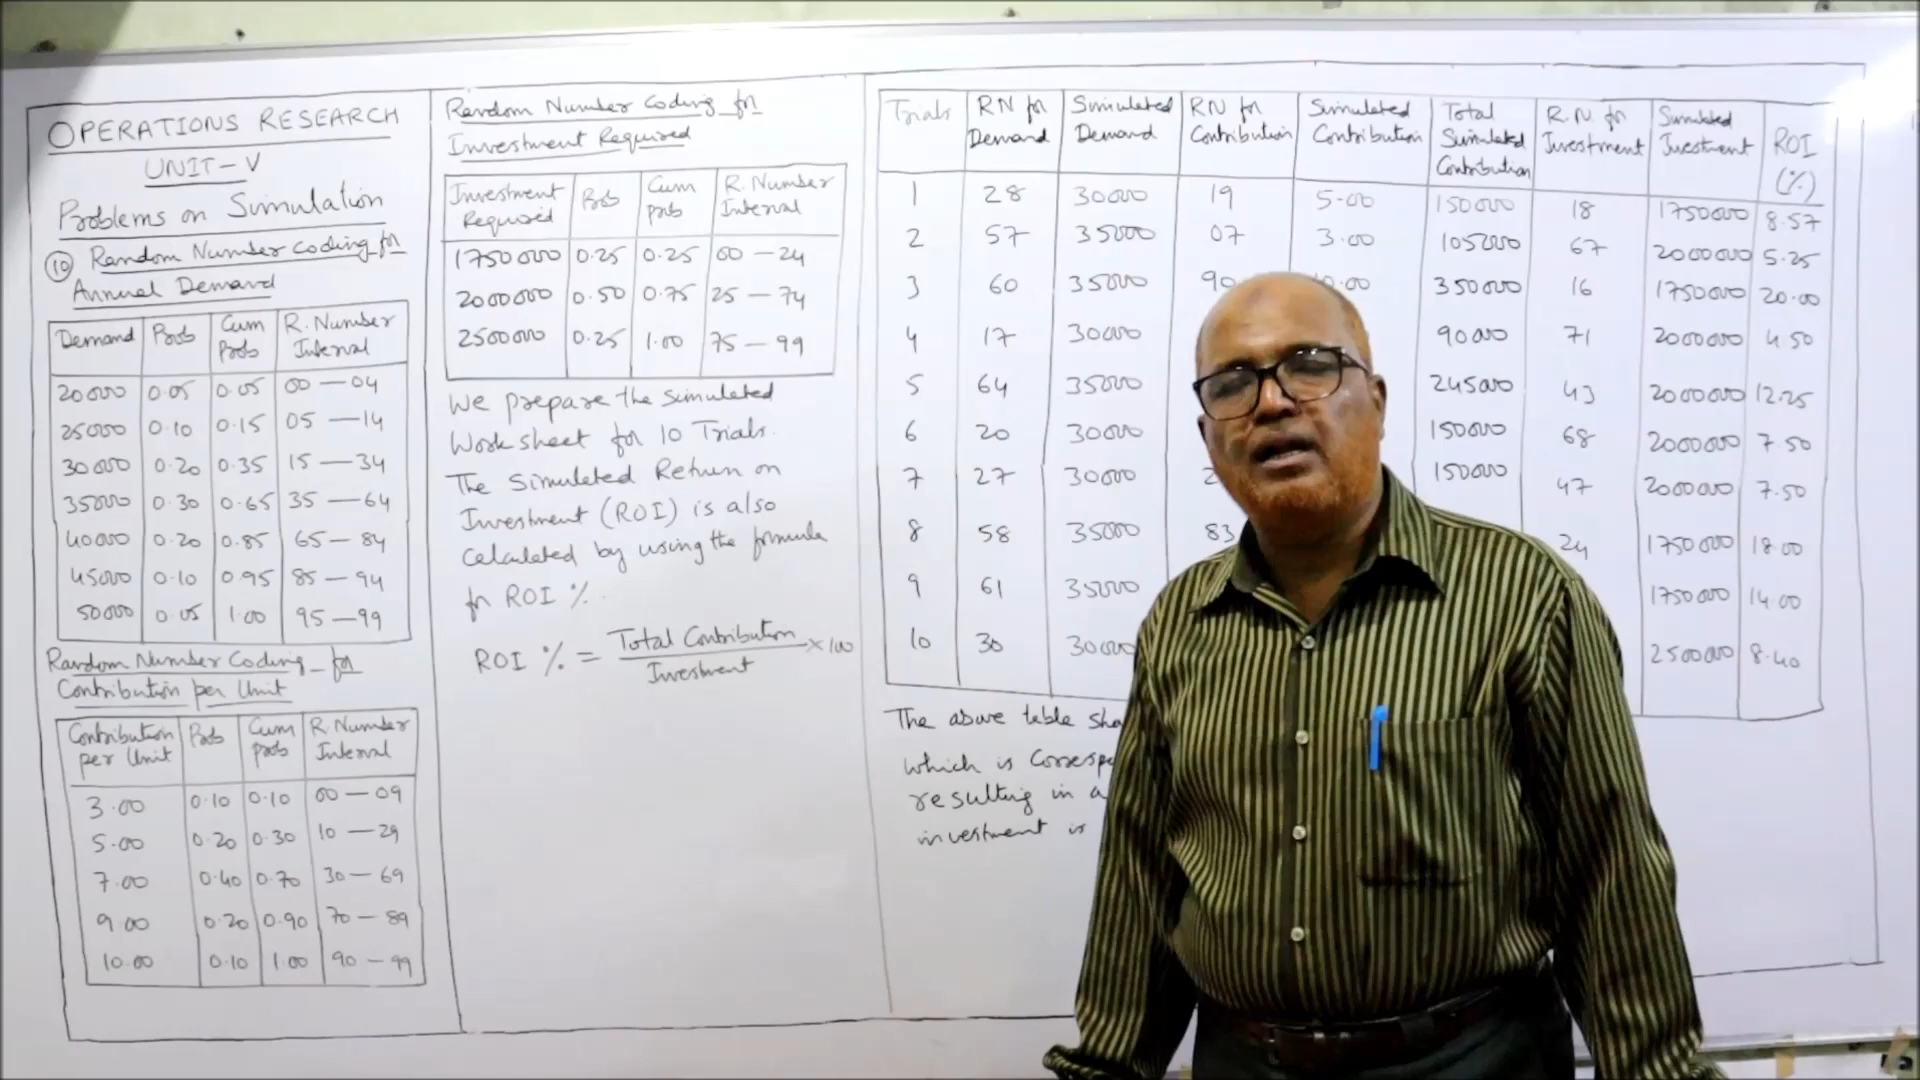 OPERATIONS RESEARCH
UNIT-V
Problems on Simulation
(10) Random Number Coding for
Annual Demand
Demand Prob Cum Prob R. Number Interval
20000 0.05 0.05 00 — 04
25000 0.10 0.15 05 — 14
30000 0.20 0.35 15 — 34
35000 0.30 0.65 35 — 64
40000 0.20 0.85 65 — 84
45000 0.10 0.95 85 — 94
50000 0.05 1.00 95 — 99
Random Number Coding for
Contribution per Unit
Contribution per Unit Prob Cum prob R. Number Interval
3.00 0.10 0.10 00 — 09
5.00 0.20 0.30 10 — 29
7.00 0.40 0.70 30 — 69
9.00 0.20 0.90 70 — 89
10.00 0.10 1.00 90 — 99
Random Number Coding for
Investment Required
Investment Required Prob Cum prob R. Number Interval
1750000 0.25 0.25 00 — 24
2000000 0.50 0.75 25 — 74
2500000 0.25 1.00 75 — 99
We prepare the simulated
Work sheet for 10 Trials.
The Simulated Return on
Investment (ROI) is also
calculated by using the formula
for ROI %.
ROI % = Total Contribution / Investment × 100
Trials RN for Demand Simulated Demand RN for Contribution Simulated Contribution Total Simulated Contribution R.N. for Investment Simulated Investment ROI (%)
1 28 30000 19 5.00 150000 18 1750000 8.57
2 57 35000 07 3.00 105000 67 2000000 5.25
3 60 35000 90 350000 16 1750000 20.00
4 17 30000 90000 71 2000000 4.50
5 64 35000 245000 43 2000000 12.25
6 20 30000 150000 68 2000000 7.50
7 27 30000 150000 47 2000000 7.50
8 58 35000 83 24 1750000 18.00
9 61 35000 1750000 14.00
10 30 30000 2500000 8.40
The above table
which is
resulting in a
investment is